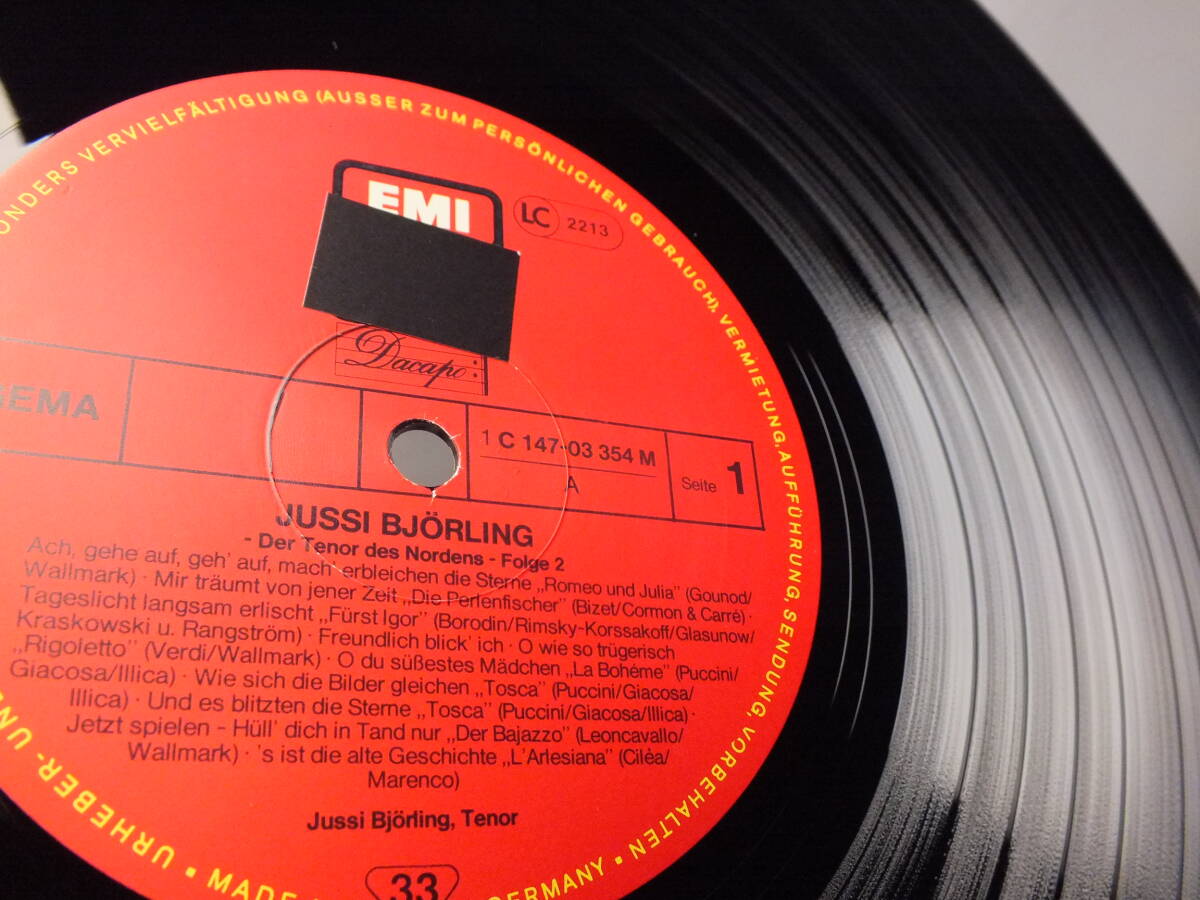 VERVIELFÄLTIGUNG (AUSSER ZUM PERSÖNLICHEN GEBRAUCH), VERMIETUNG, AUFFÜHRUNG, SENDUNG, VORBEHALTEN •
EMI
LC 2213
Dacapo:
1 C 147-03 354 M
A
Seite 1
JUSSI BJÖRLING
- Der Tenor des Nordens - Folge 2
Ach, gehe auf, geh' auf, mach erbleichen die Sterne „Romeo und Julia" (Gounod/
Wallmark) · Mir träumt von jener Zeit „Die Perlenfischer" (Bizet/Cormon & Carré) ·
Tageslicht langsam erlischt „Fürst Igor" (Borodin/Rimsky-Korssakoff/Glasunow/
Kraskowski u. Rangström) · Freundlich blick' ich · O wie so trügerisch
„Rigoletto" (Verdi/Wallmark) · O du süßestes Mädchen „La Bohéme" (Puccini/
Giacosa/Illica) · Wie sich die Bilder gleichen „Tosca" (Puccini/Giacosa/
Illica) · Und es blitzten die Sterne „Tosca" (Puccini/Giacosa/Illica) ·
Jetzt spielen - Hüll' dich in Tand nur „Der Bajazzo" (Leoncavallo/
Wallmark) · 's ist die alte Geschichte „L'Arlesiana" (Ciléa/
Marenco)
Jussi Björling, Tenor
33
URHEBER-
• MADE
GERMANY